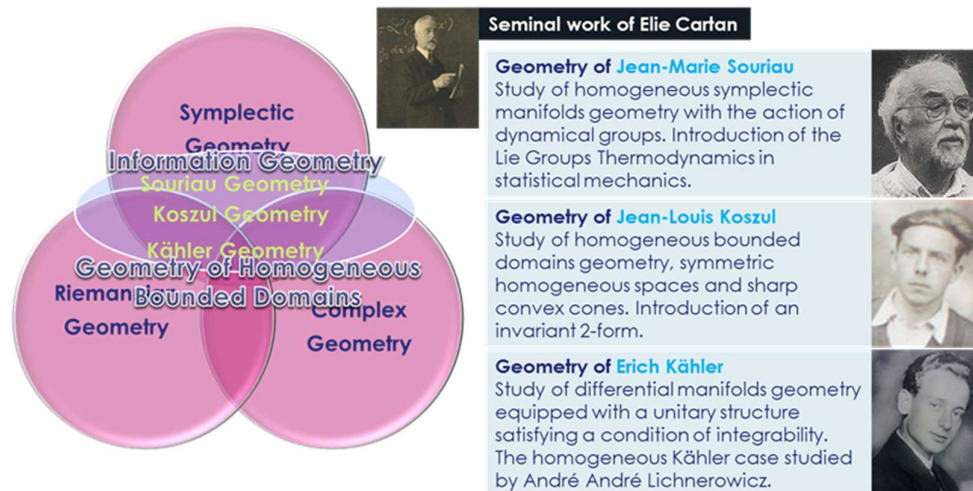 Symplectic
Geometry
Information Geometry
Souriau Geometry
Koszul Geometry
Kähler Geometry
Geometry of Homogeneous
Bounded Domains
Riemannian
Geometry
Complex
Geometry
Seminal work of Elie Cartan
Geometry of Jean-Marie Souriau
Study of homogeneous symplectic
manifolds geometry with the action of
dynamical groups. Introduction of the
Lie Groups Thermodynamics in
statistical mechanics.
Geometry of Jean-Louis Koszul
Study of homogeneous bounded
domains geometry, symmetric
homogeneous spaces and sharp
convex cones. Introduction of an
invariant 2-form.
Geometry of Erich Kähler
Study of differential manifolds geometry
equipped with a unitary structure
satisfying a condition of integrability.
The homogeneous Kähler case studied
by André André Lichnerowicz.